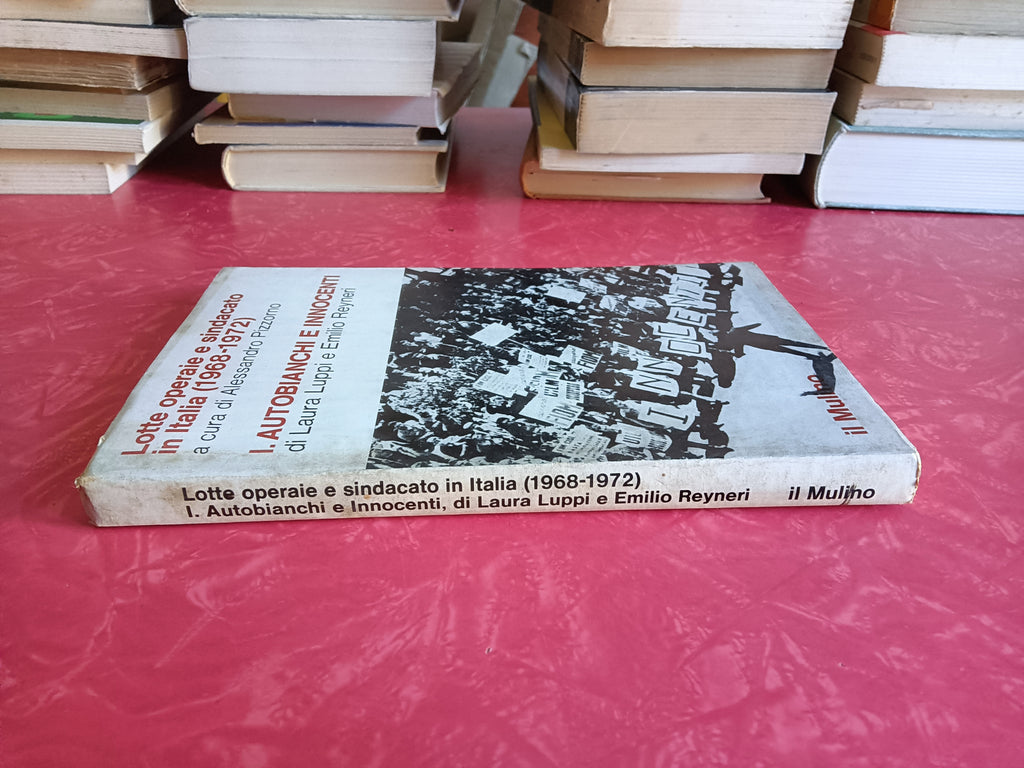 Lotte operaie e sindacato
in Italia (1968-1972)
a cura di Alessandro Pizzorno
I. AUTOBIANCHI E INNOCENTI
di Laura Luppi e Emilio Reyneri
il Mulino
Lotte operaie e sindacato in Italia (1968-1972)
I. Autobianchi e Innocenti, di Laura Luppi e Emilio Reyneri
il Mulino